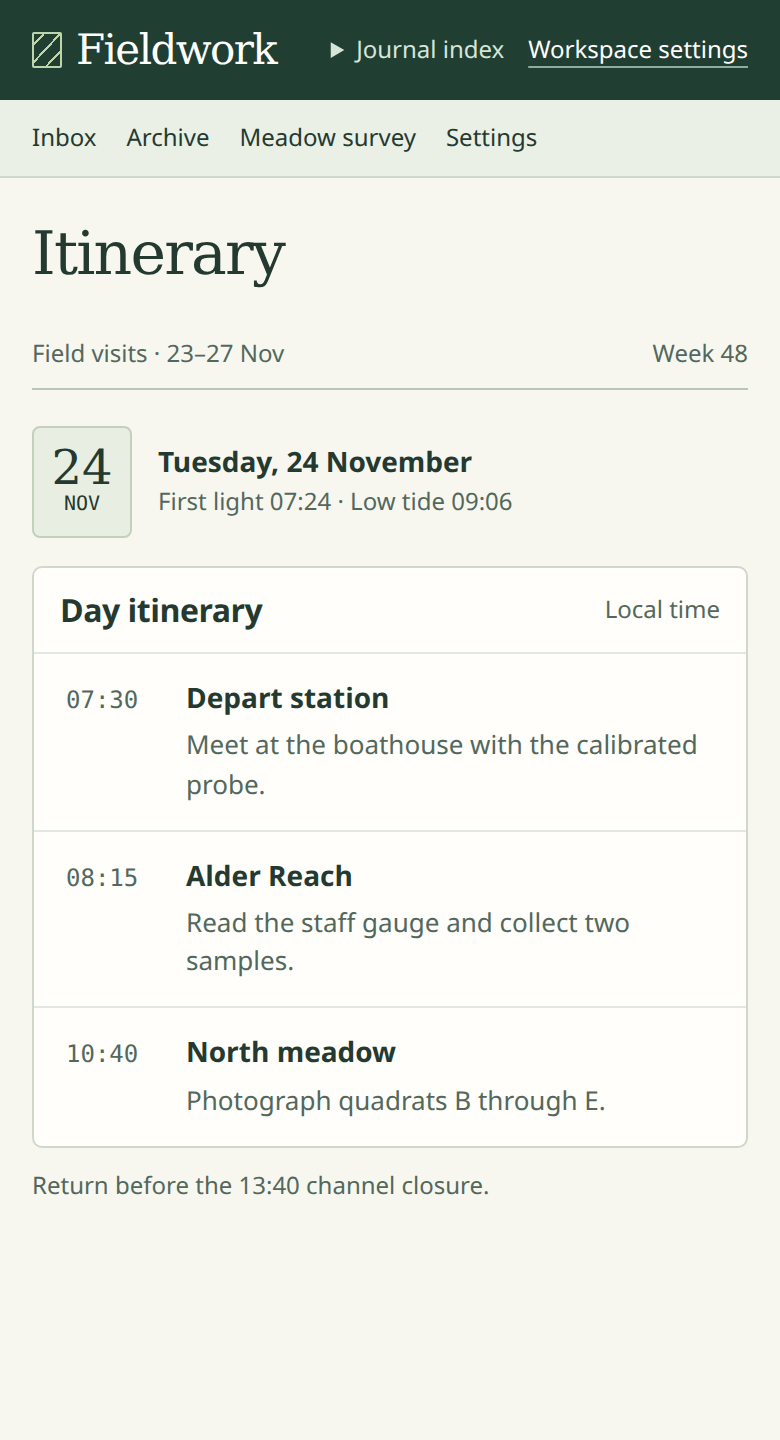 Fieldwork
Journal index
Workspace settings
Inbox
Archive
Meadow survey
Settings
Itinerary
Field visits · 23–27 Nov
Week 48
24
NOV
Tuesday, 24 November
First light 07:24 · Low tide 09:06
Day itinerary
Local time
07:30
Depart station
Meet at the boathouse with the calibrated
probe.
08:15
Alder Reach
Read the staff gauge and collect two
samples.
10:40
North meadow
Photograph quadrats B through E.
Return before the 13:40 channel closure.